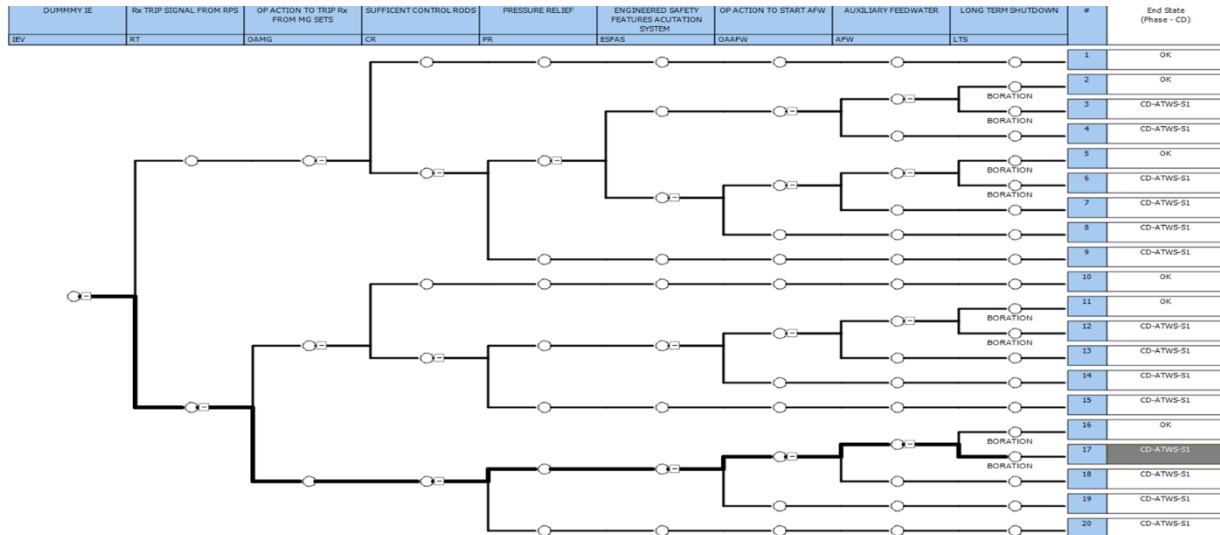 DUMMMY IE
Rx TRIP SIGNAL FROM RPS
OP ACTION TO TRIP Rx
FROM MG SETS
SUFFICENT CONTROL RODS
PRESSURE RELIEF
ENGINEERED SAFETY
FEATURES ACUTATION
SYSTEM
OP ACTION TO START AFW
AUXILIARY FEEDWATER
LONG TERM SHUTDOWN
#
End State
(Phase - CD)
IEV
RT
OAMG
CR
PR
ESFAS
OAAFW
AFW
LTS
1
OK
2
OK
BORATION
3
CD-ATWS-S1
BORATION
4
CD-ATWS-S1
5
OK
BORATION
6
CD-ATWS-S1
BORATION
7
CD-ATWS-S1
8
CD-ATWS-S1
9
CD-ATWS-S1
10
OK
11
OK
BORATION
12
CD-ATWS-S1
BORATION
13
CD-ATWS-S1
14
CD-ATWS-S1
15
CD-ATWS-S1
16
OK
BORATION
17
CD-ATWS-S1
BORATION
18
CD-ATWS-S1
19
CD-ATWS-S1
20
CD-ATWS-S1